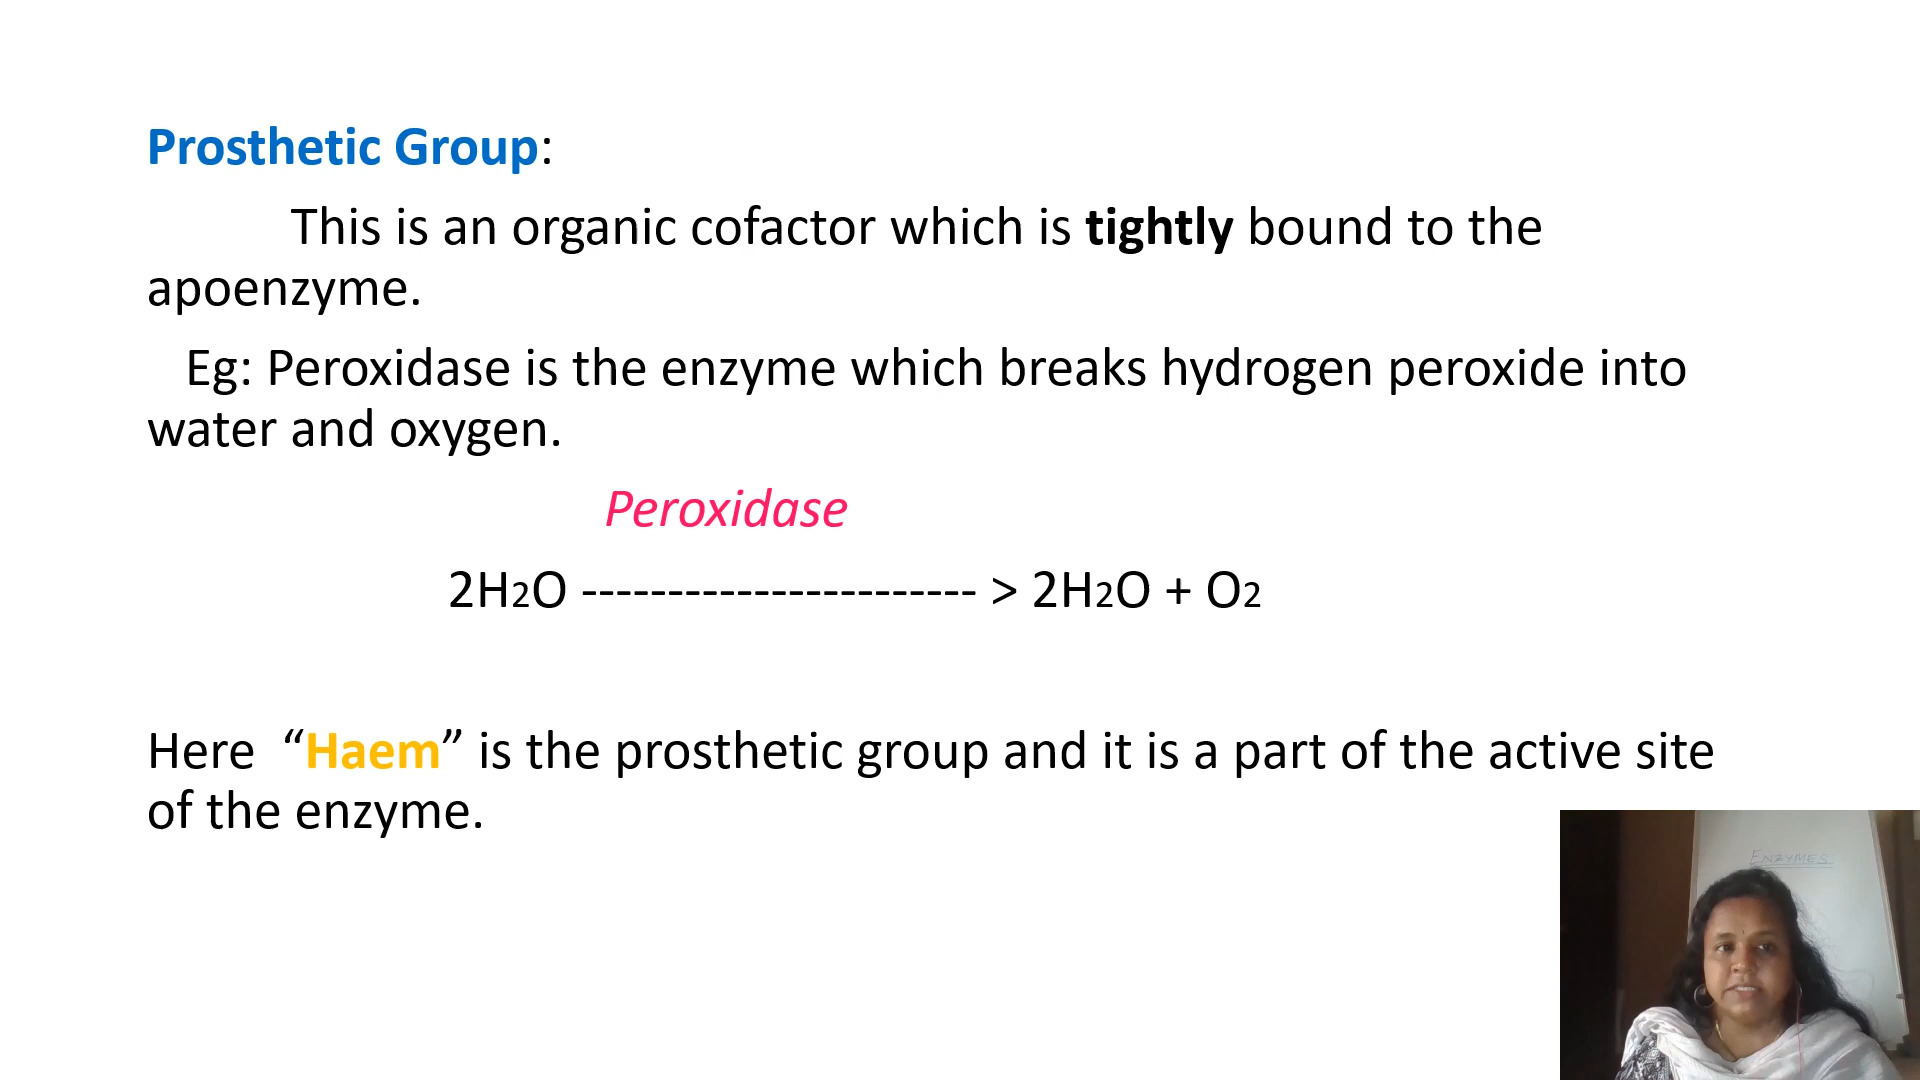 Prosthetic Group:
This is an organic cofactor which is tightly bound to the
apoenzyme.
Eg: Peroxidase is the enzyme which breaks hydrogen peroxide into
water and oxygen.
Peroxidase
2H2O ----------------------- > 2H2O + O2
Here “Haem” is the prosthetic group and it is a part of the active site
of the enzyme.
ENZYMES